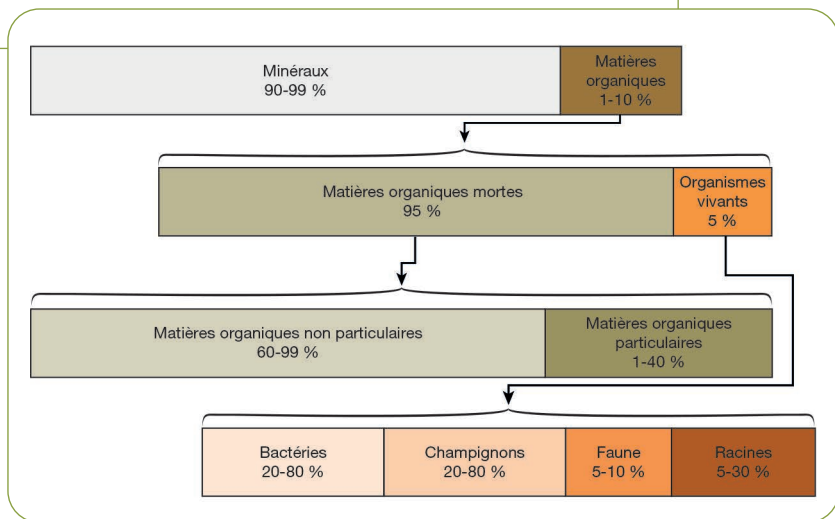 Minéraux
90-99 %
Matières
organiques
1-10 %
Matières organiques mortes
95 %
Organismes
vivants
5 %
Matières organiques non particulaires
60-99 %
Matières organiques
particulaires
1-40 %
Bactéries
20-80 %
Champignons
20-80 %
Faune
5-10 %
Racines
5-30 %